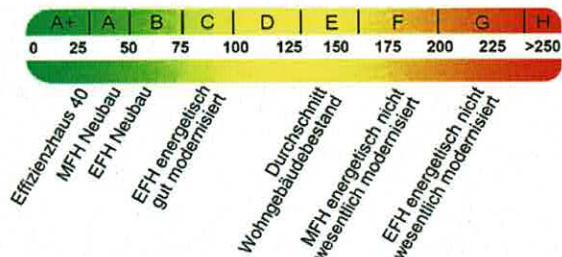 A+ A B C D E F G H
0 25 50 75 100 125 150 175 200 225 >250
Effizienzhaus 40
MFH Neubau
EFH Neubau
EFH energetisch
gut modernisiert
Durchschnitt
Wohngebäudebestand
MFH energetisch nicht
wesentlich modernisiert
EFH energetisch nicht
wesentlich modernisiert